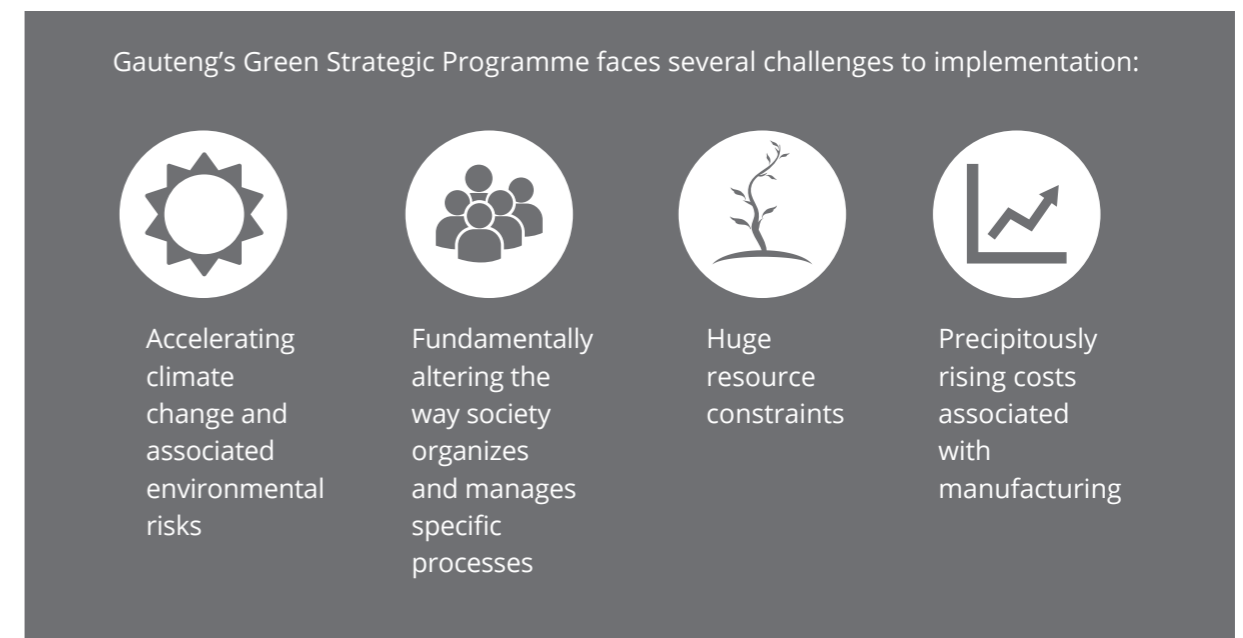 Gauteng’s Green Strategic Programme faces several challenges to implementation:
Accelerating
climate
change and
associated
environmental
risks
Fundamentally
altering the
way society
organizes
and manages
specific
processes
Huge
resource
constraints
Precipitously
rising costs
associated
with
manufacturing